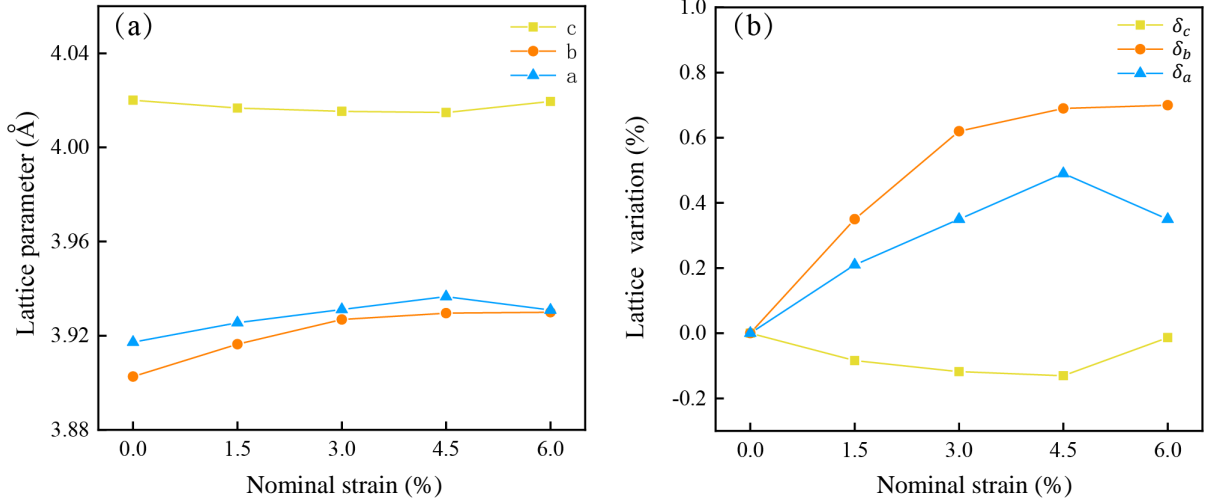 (a)
c
b
a
4.04
4.00
3.96
3.92
3.88
Lattice parameter (Å)
0.0 1.5 3.0 4.5 6.0
Nominal strain (%)
(b)
δc
δb
δa
1.0
0.8
0.6
0.4
0.2
0.0
-0.2
Lattice variation (%)
0.0 1.5 3.0 4.5 6.0
Nominal strain (%)